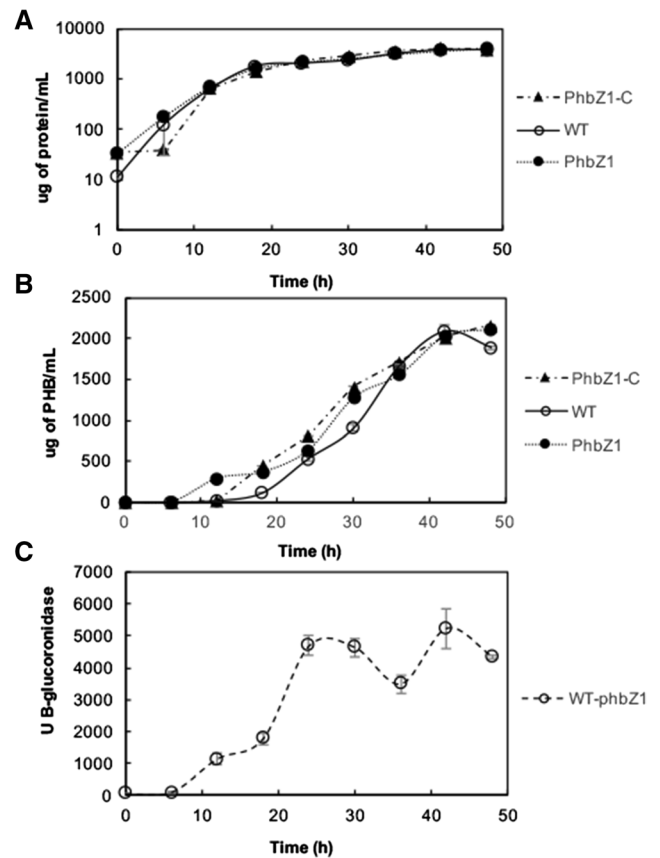 A
10000
1000
100
10
1
ug of protein/mL
0 10 20 30 40 50
Time (h)
PhbZ1-C
WT
PhbZ1
B
2500
2000
1500
1000
500
0
ug of PHB/mL
0 10 20 30 40 50
Time (h)
PhbZ1-C
WT
PhbZ1
C
7000
6000
5000
4000
3000
2000
1000
0
U B-glucoronidase
0 10 20 30 40 50
Time (h)
WT-phbZ1